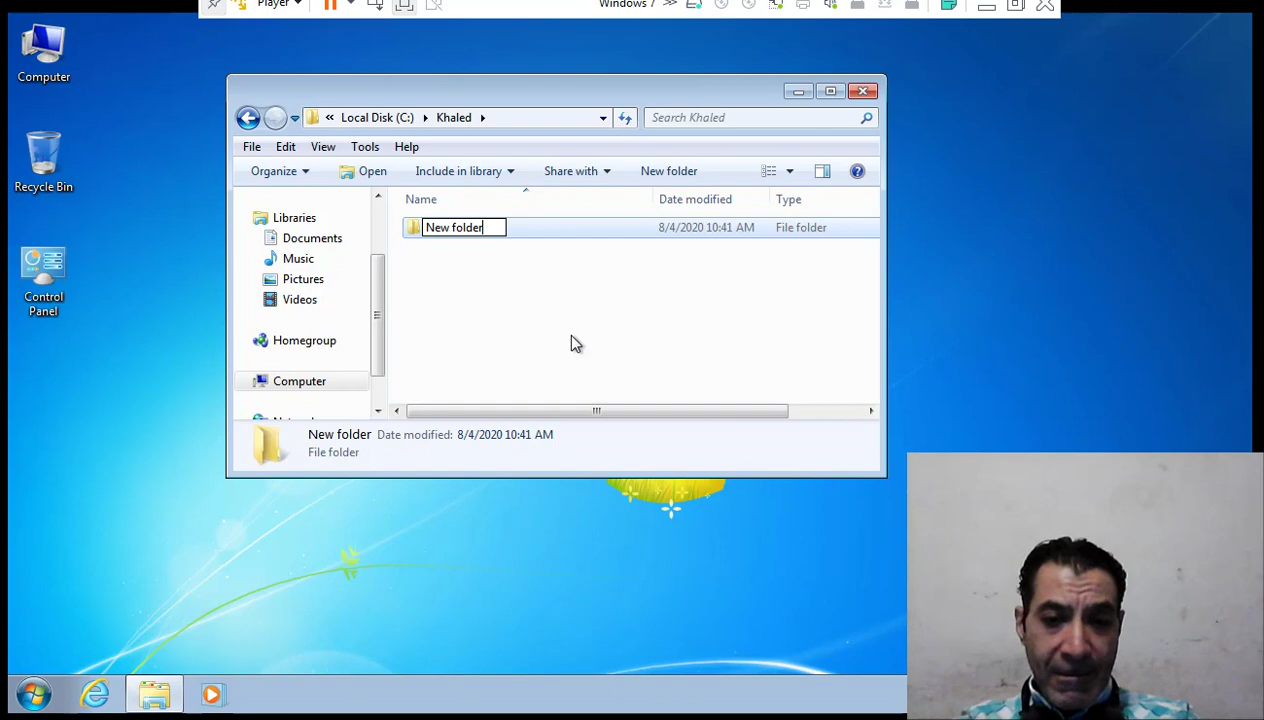 Player
Windows 7
Computer
Recycle Bin
Control
Panel
Local Disk (C:)
Khaled
Search Khaled
File
Edit
View
Tools
Help
Organize
Open
Include in library
Share with
New folder
Name
Date modified
Type
New folder
8/4/2020 10:41 AM
File folder
Libraries
Documents
Music
Pictures
Videos
Homegroup
Computer
New folder Date modified: 8/4/2020 10:41 AM
File folder